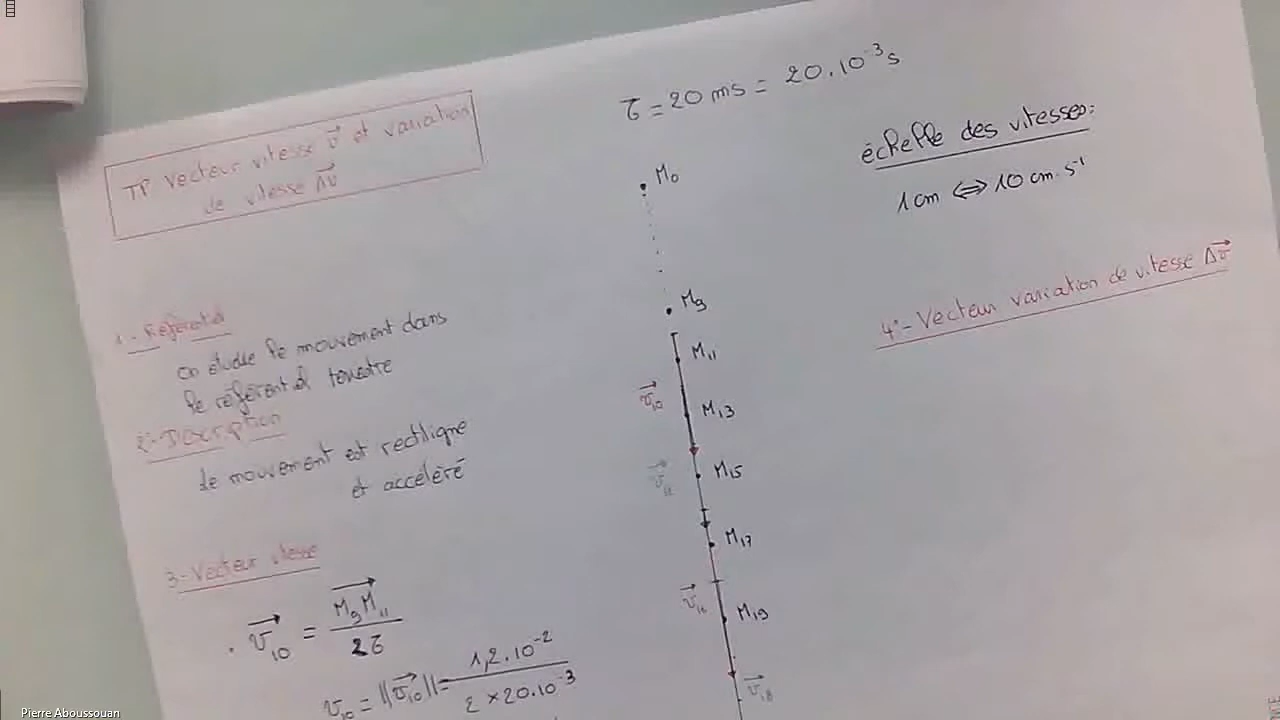 TP Vecteur vitesse v⃗ et variation
de vitesse Δv⃗
τ = 20 ms = 20.10⁻³ s
échelle des vitesses:
1 cm ⇔ 10 cm.s⁻¹
M₀
M₉
M₁₁
v⃗₁₀
M₁₃
M₁₅
M₁₇
M₁₉
v⃗₁₈
1- Référentiel
on étudie le mouvement dans
le référentiel terrestre
2- Description
le mouvement est rectiligne
et accéléré
3- Vecteur vitesse
. v⃗₁₀ = M₉M₁₁ / 2τ
v₁₀ = ||v⃗₁₀|| = 1,2.10⁻² / 2×20.10⁻³
4°- Vecteur variation de vitesse Δv⃗
Pierre Aboussouan